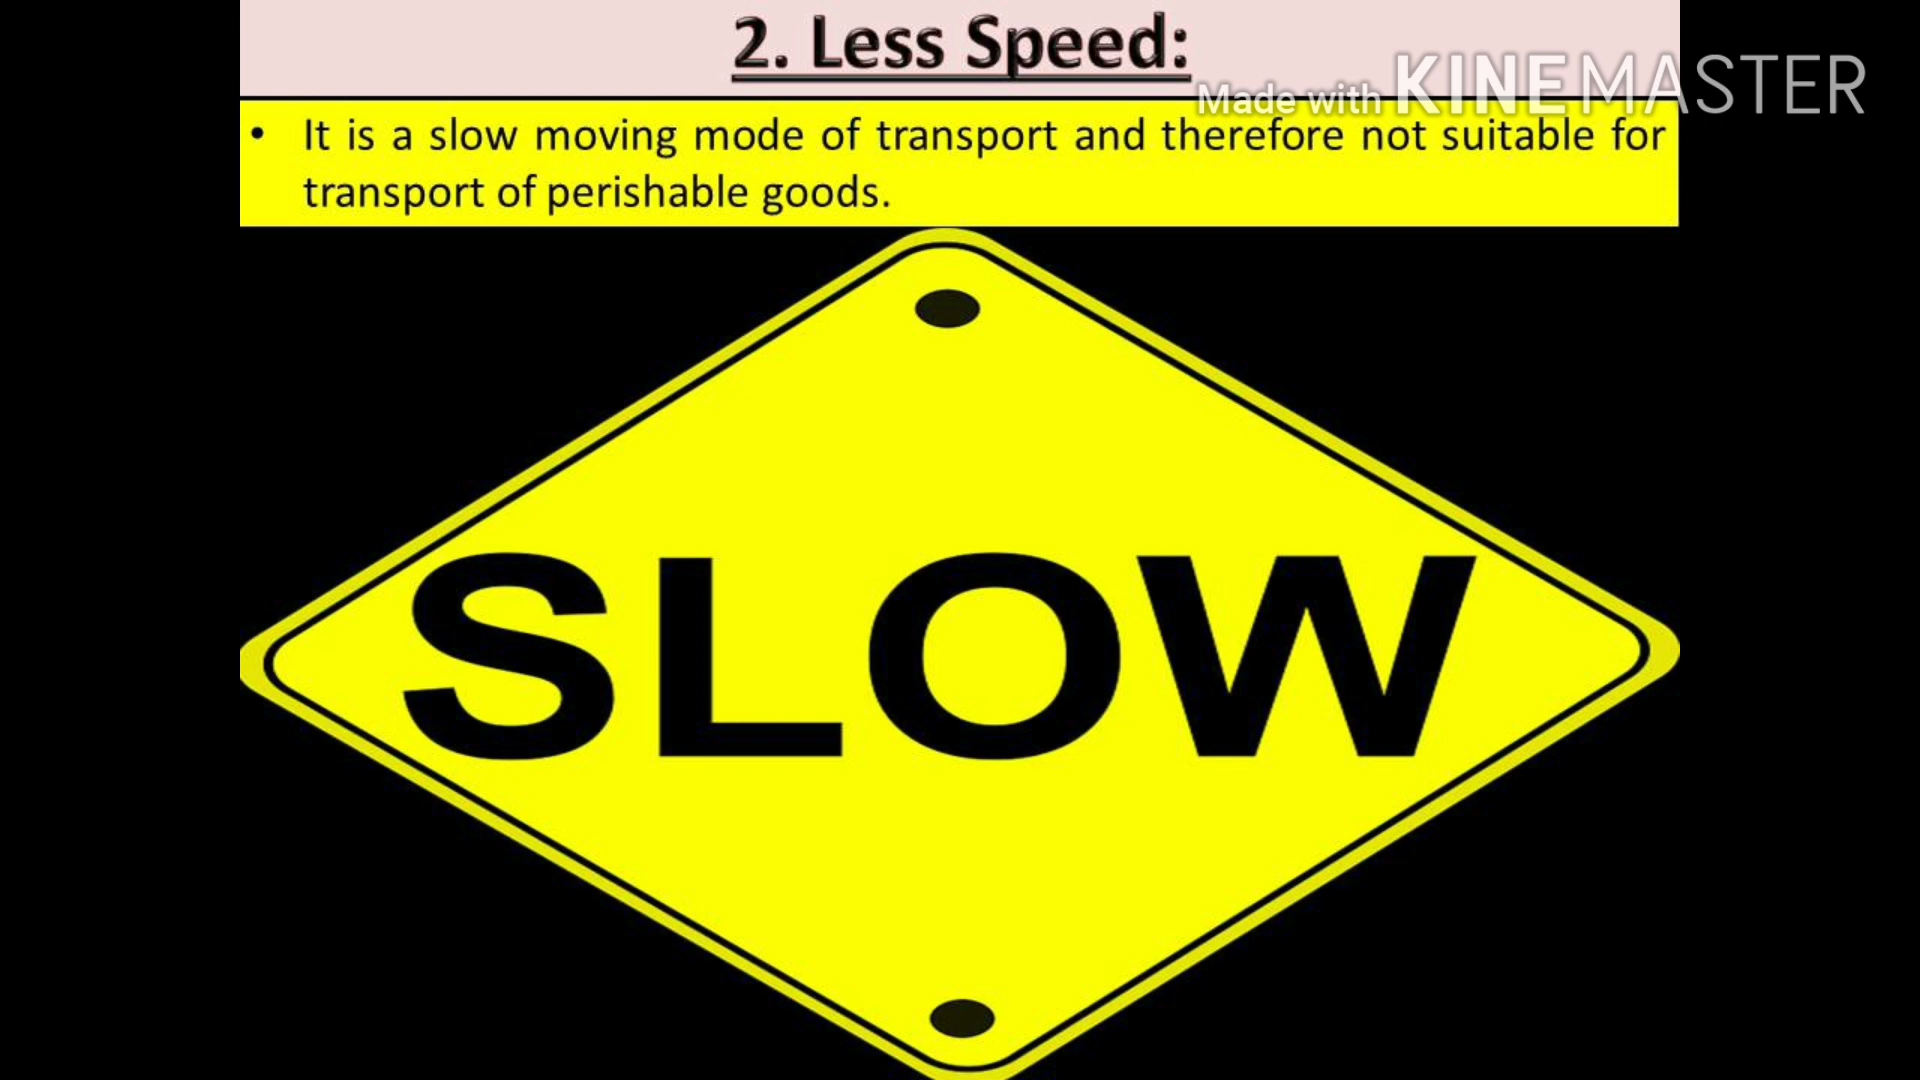 2. Less Speed:
Made with KINEMASTER
• It is a slow moving mode of transport and therefore not suitable for
transport of perishable goods.
SLOW